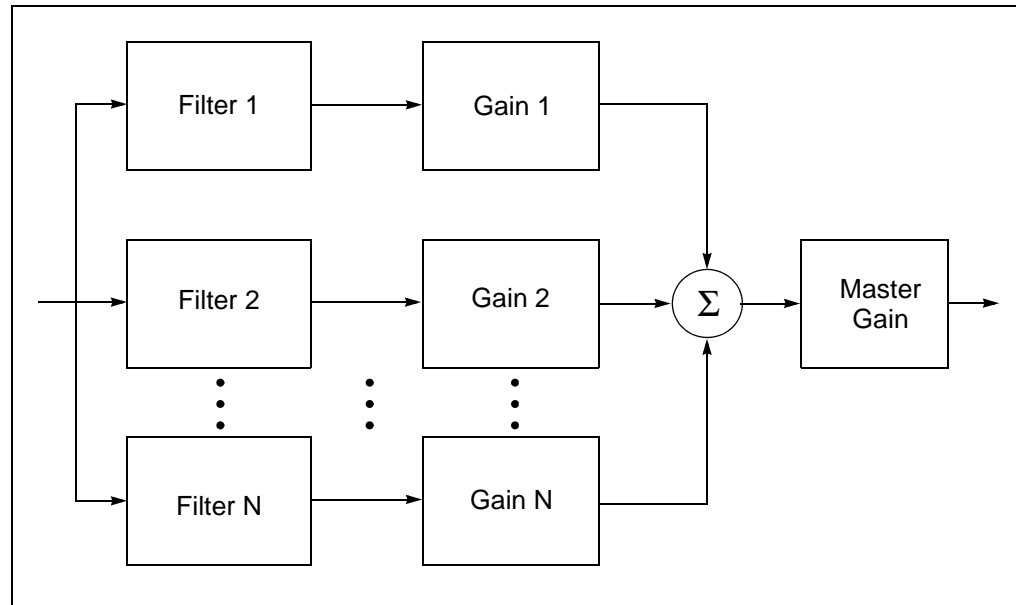 Filter 1
Gain 1
Filter 2
Gain 2
Σ
Master
Gain
Filter N
Gain N